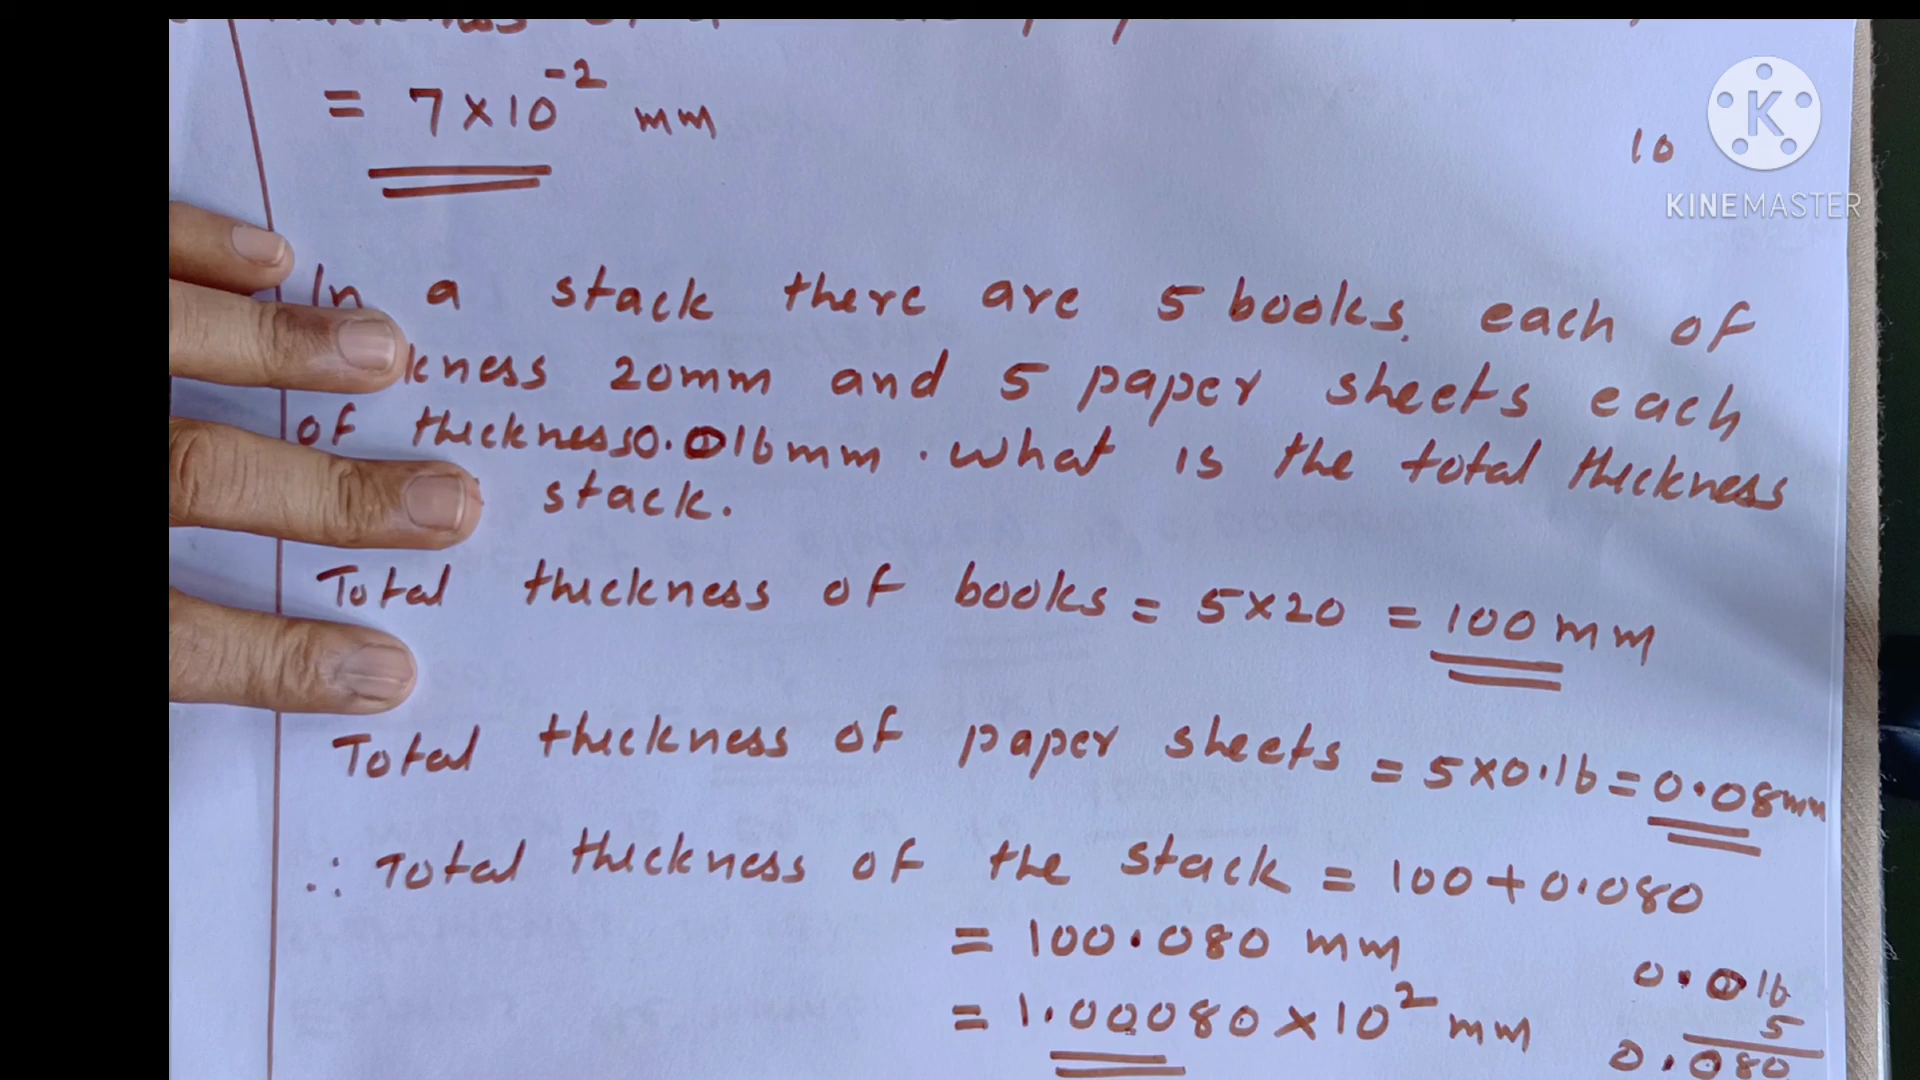 = 7×10⁻² mm
10
KINEMASTER
In a stack there are 5 books. each of
kness 20mm and 5 paper sheets each
of thickness 0.016mm. What is the total thickness
stack.
Total thickness of books = 5×20 = 100mm
Total thickness of paper sheets = 5×0.16 = 0.08mm
∴ Total thickness of the stack = 100+0.080
= 100.080 mm
= 1.00080×10² mm
0.016
5
0.080